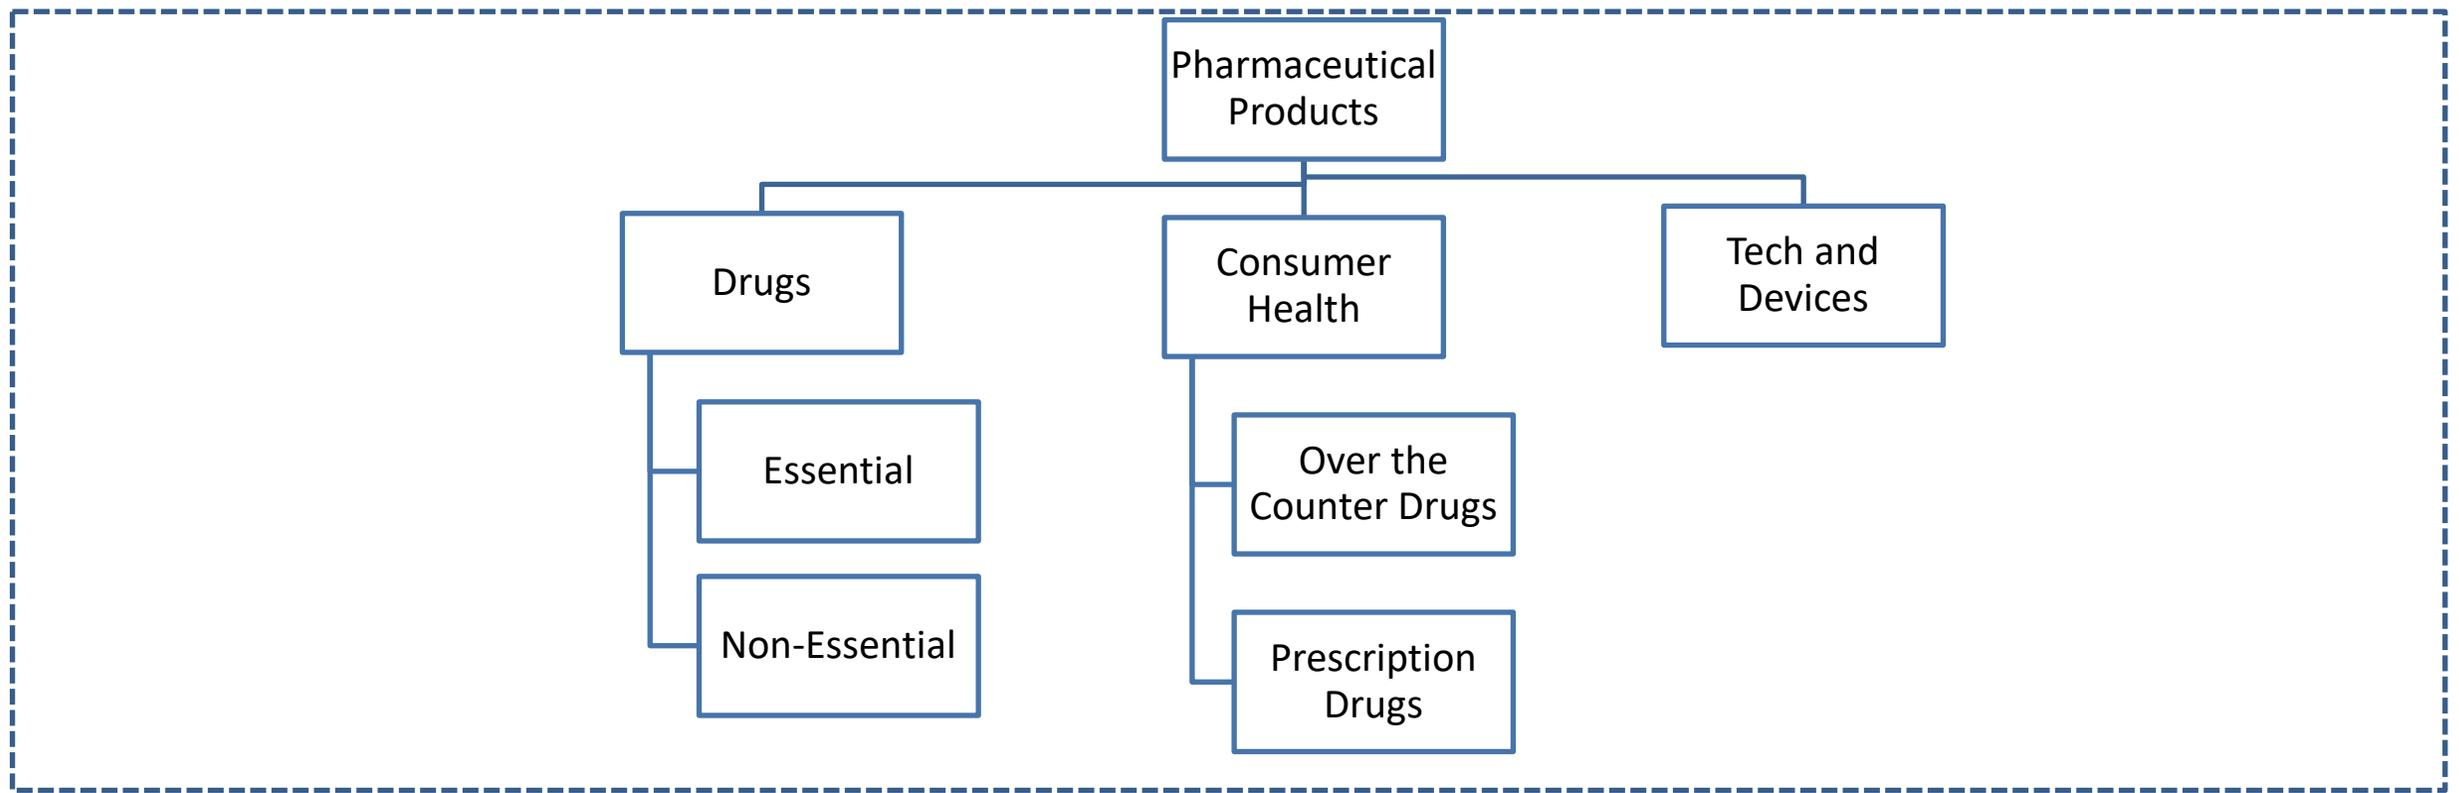 Pharmaceutical
Products
Drugs
Consumer
Health
Tech and
Devices
Essential
Non-Essential
Over the
Counter Drugs
Prescription
Drugs